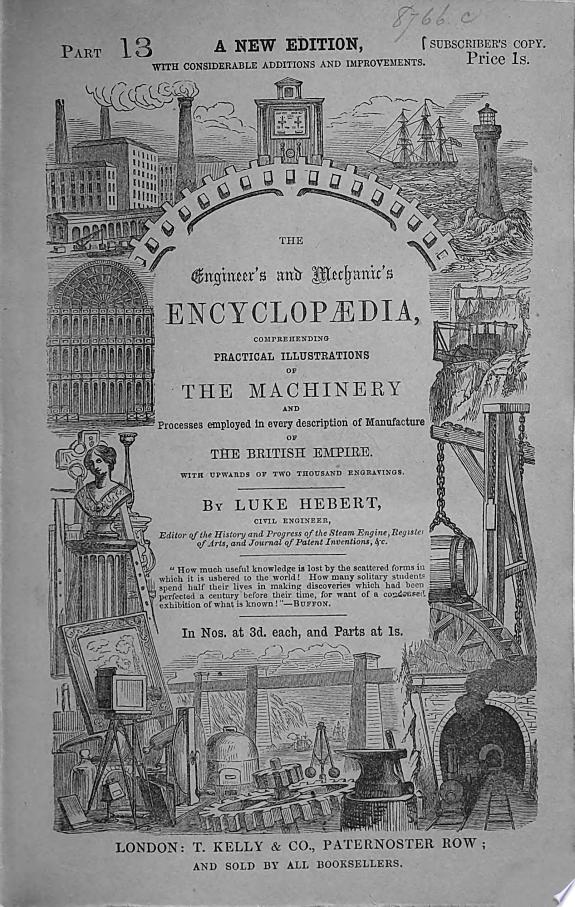 8766. c
PART 13
A NEW EDITION,
[ SUBSCRIBER'S COPY.
WITH CONSIDERABLE ADDITIONS AND IMPROVEMENTS.
Price 1s.
THE
Engineer's and Mechanic's
ENCYCLOPÆDIA,
COMPREHENDING
PRACTICAL ILLUSTRATIONS
OF
THE MACHINERY
AND
Processes employed in every description of Manufacture
OF
THE BRITISH EMPIRE.
WITH UPWARDS OF TWO THOUSAND ENGRAVINGS.
BY LUKE HEBERT,
CIVIL ENGINEER,
Editor of the History and Progress of the Steam Engine, Register
of Arts, and Journal of Patent Inventions, &c.
"How much useful knowledge is lost by the scattered forms in
which it is ushered to the world! How many solitary students
spend half their lives in making discoveries which had been
perfected a century before their time, for want of a condensed
exhibition of what is known!"—BUFFON.
In Nos. at 3d. each, and Parts at 1s.
LONDON: T. KELLY & CO., PATERNOSTER ROW;
AND SOLD BY ALL BOOKSELLERS.